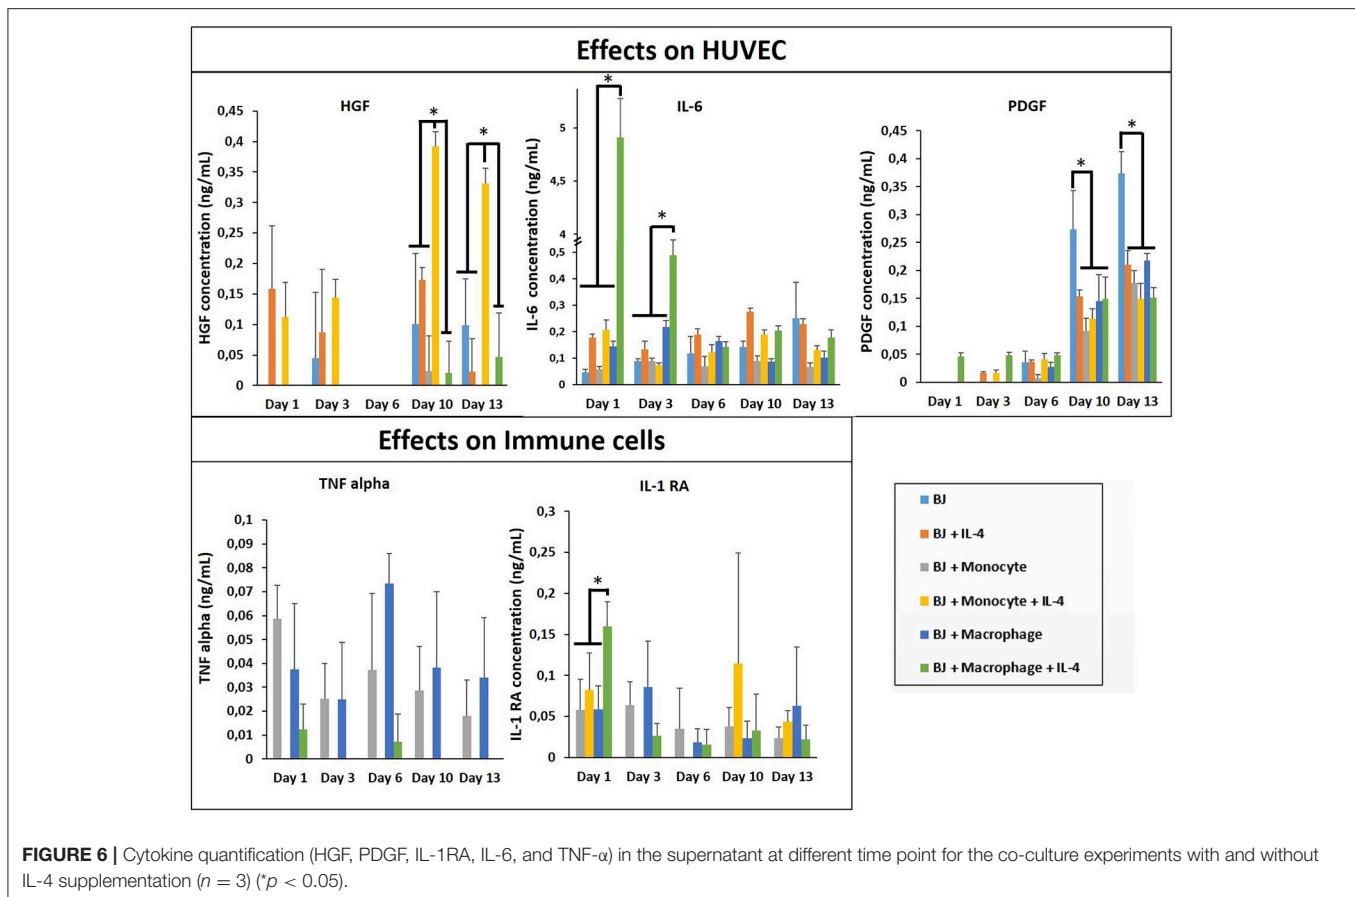 Effects on HUVEC
HGF
HGF concentration (ng/mL)
0,45
0,4
0,35
0,3
0,25
0,2
0,15
0,1
0,05
0
*
*
Day 1 Day 3 Day 6 Day 10 Day 13
IL-6
IL-6 concentration (ng/mL)
5
4,5
4
0,5
0,4
0,3
0,2
0,1
0
*
*
Day 1 Day 3 Day 6 Day 10 Day 13
PDGF
PDGF concentration (ng/mL)
0,45
0,4
0,35
0,3
0,25
0,2
0,15
0,1
0,05
0
*
*
Day 1 Day 3 Day 6 Day 10 Day 13
Effects on Immune cells
TNF alpha
TNF alpha (ng/mL)
0,1
0,09
0,08
0,07
0,06
0,05
0,04
0,03
0,02
0,01
0
Day 1 Day 3 Day 6 Day 10 Day 13
IL-1 RA
IL-1 RA concentration (ng/mL)
0,3
0,25
0,2
0,15
0,1
0,05
0
*
Day 1 Day 3 Day 6 Day 10 Day 13
BJ
BJ + IL-4
BJ + Monocyte
BJ + Monocyte + IL-4
BJ + Macrophage
BJ + Macrophage + IL-4
FIGURE 6 | Cytokine quantification (HGF, PDGF, IL-1RA, IL-6, and TNF-α) in the supernatant at different time point for the co-culture experiments with and without
IL-4 supplementation (n = 3) (*p < 0.05).